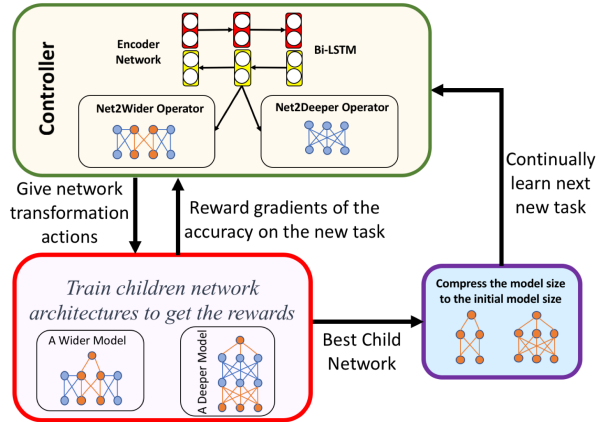 Controller
Encoder
Network
Bi-LSTM
Net2Wider Operator
Net2Deeper Operator
Give network
transformation
actions
Reward gradients of the
accuracy on the new task
Continually
learn next
new task
Train children network
architectures to get the rewards
A Wider Model
A Deeper Model
Best Child
Network
Compress the model size
to the initial model size